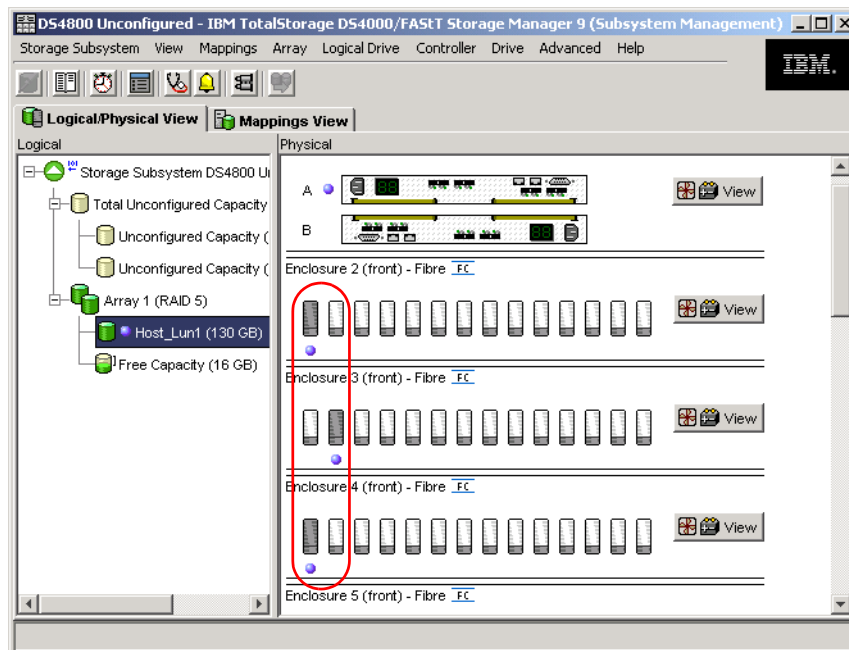 DS4800 Unconfigured - IBM TotalStorage DS4000/FAStT Storage Manager 9 (Subsystem Management)
Storage Subsystem View Mappings Array Logical Drive Controller Drive Advanced Help
IBM.
Logical/Physical View Mappings View
Logical
Physical
Storage Subsystem DS4800 U
Total Unconfigured Capacity
Unconfigured Capacity (
Unconfigured Capacity (
Array 1 (RAID 5)
Host_Lun1 (130 GB)
Free Capacity (16 GB)
A
View
B
Enclosure 2 (front) - Fibre FC
View
Enclosure 3 (front) - Fibre FC
View
Enclosure 4 (front) - Fibre FC
View
Enclosure 5 (front) - Fibre FC